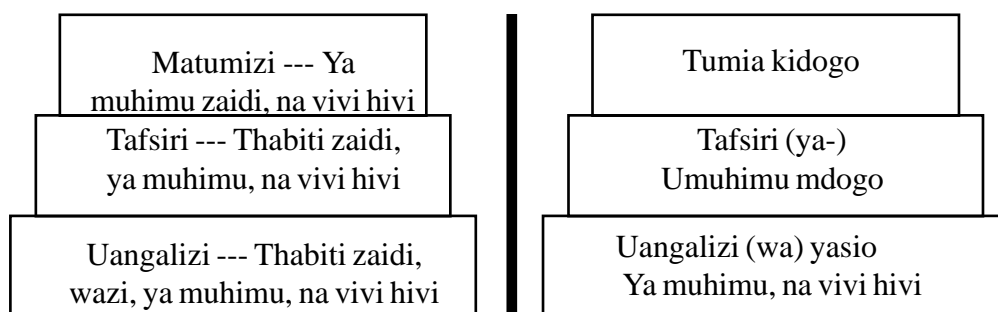 Matumizi --- Ya
muhimu zaidi, na vivi hivi
Tafsiri --- Thabiti zaidi,
ya muhimu, na vivi hivi
Uangalizi --- Thabiti zaidi,
wazi, ya muhimu, na vivi hivi
Tumia kidogo
Tafsiri (ya-)
Umuhimu mdogo
Uangalizi (wa) yasio
Ya muhimu, na vivi hivi